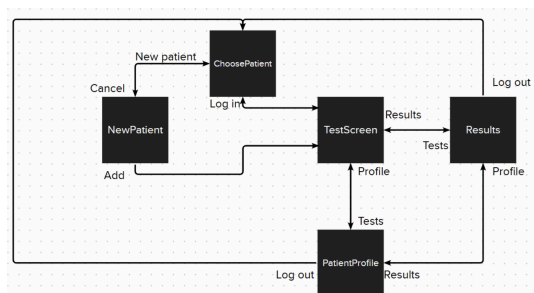 New patient
ChoosePatient
Cancel
Log in
Log out
NewPatient
TestScreen
Results
Results
Tests
Add
Profile
Profile
Tests
PatientProfile
Log out
Results